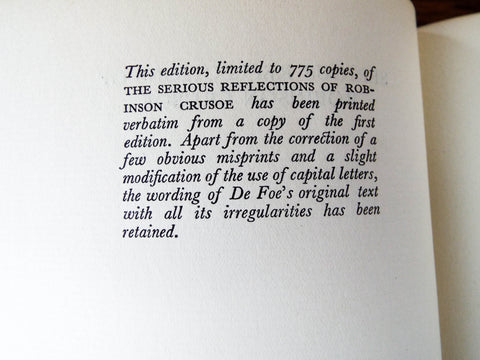 This edition, limited to 775 copies, of
THE SERIOUS REFLECTIONS OF ROB-
INSON CRUSOE has been printed
verbatim from a copy of the first
edition. Apart from the correction of a
few obvious misprints and a slight
modification of the use of capital letters,
the wording of De Foe's original text
with all its irregularities has been
retained.